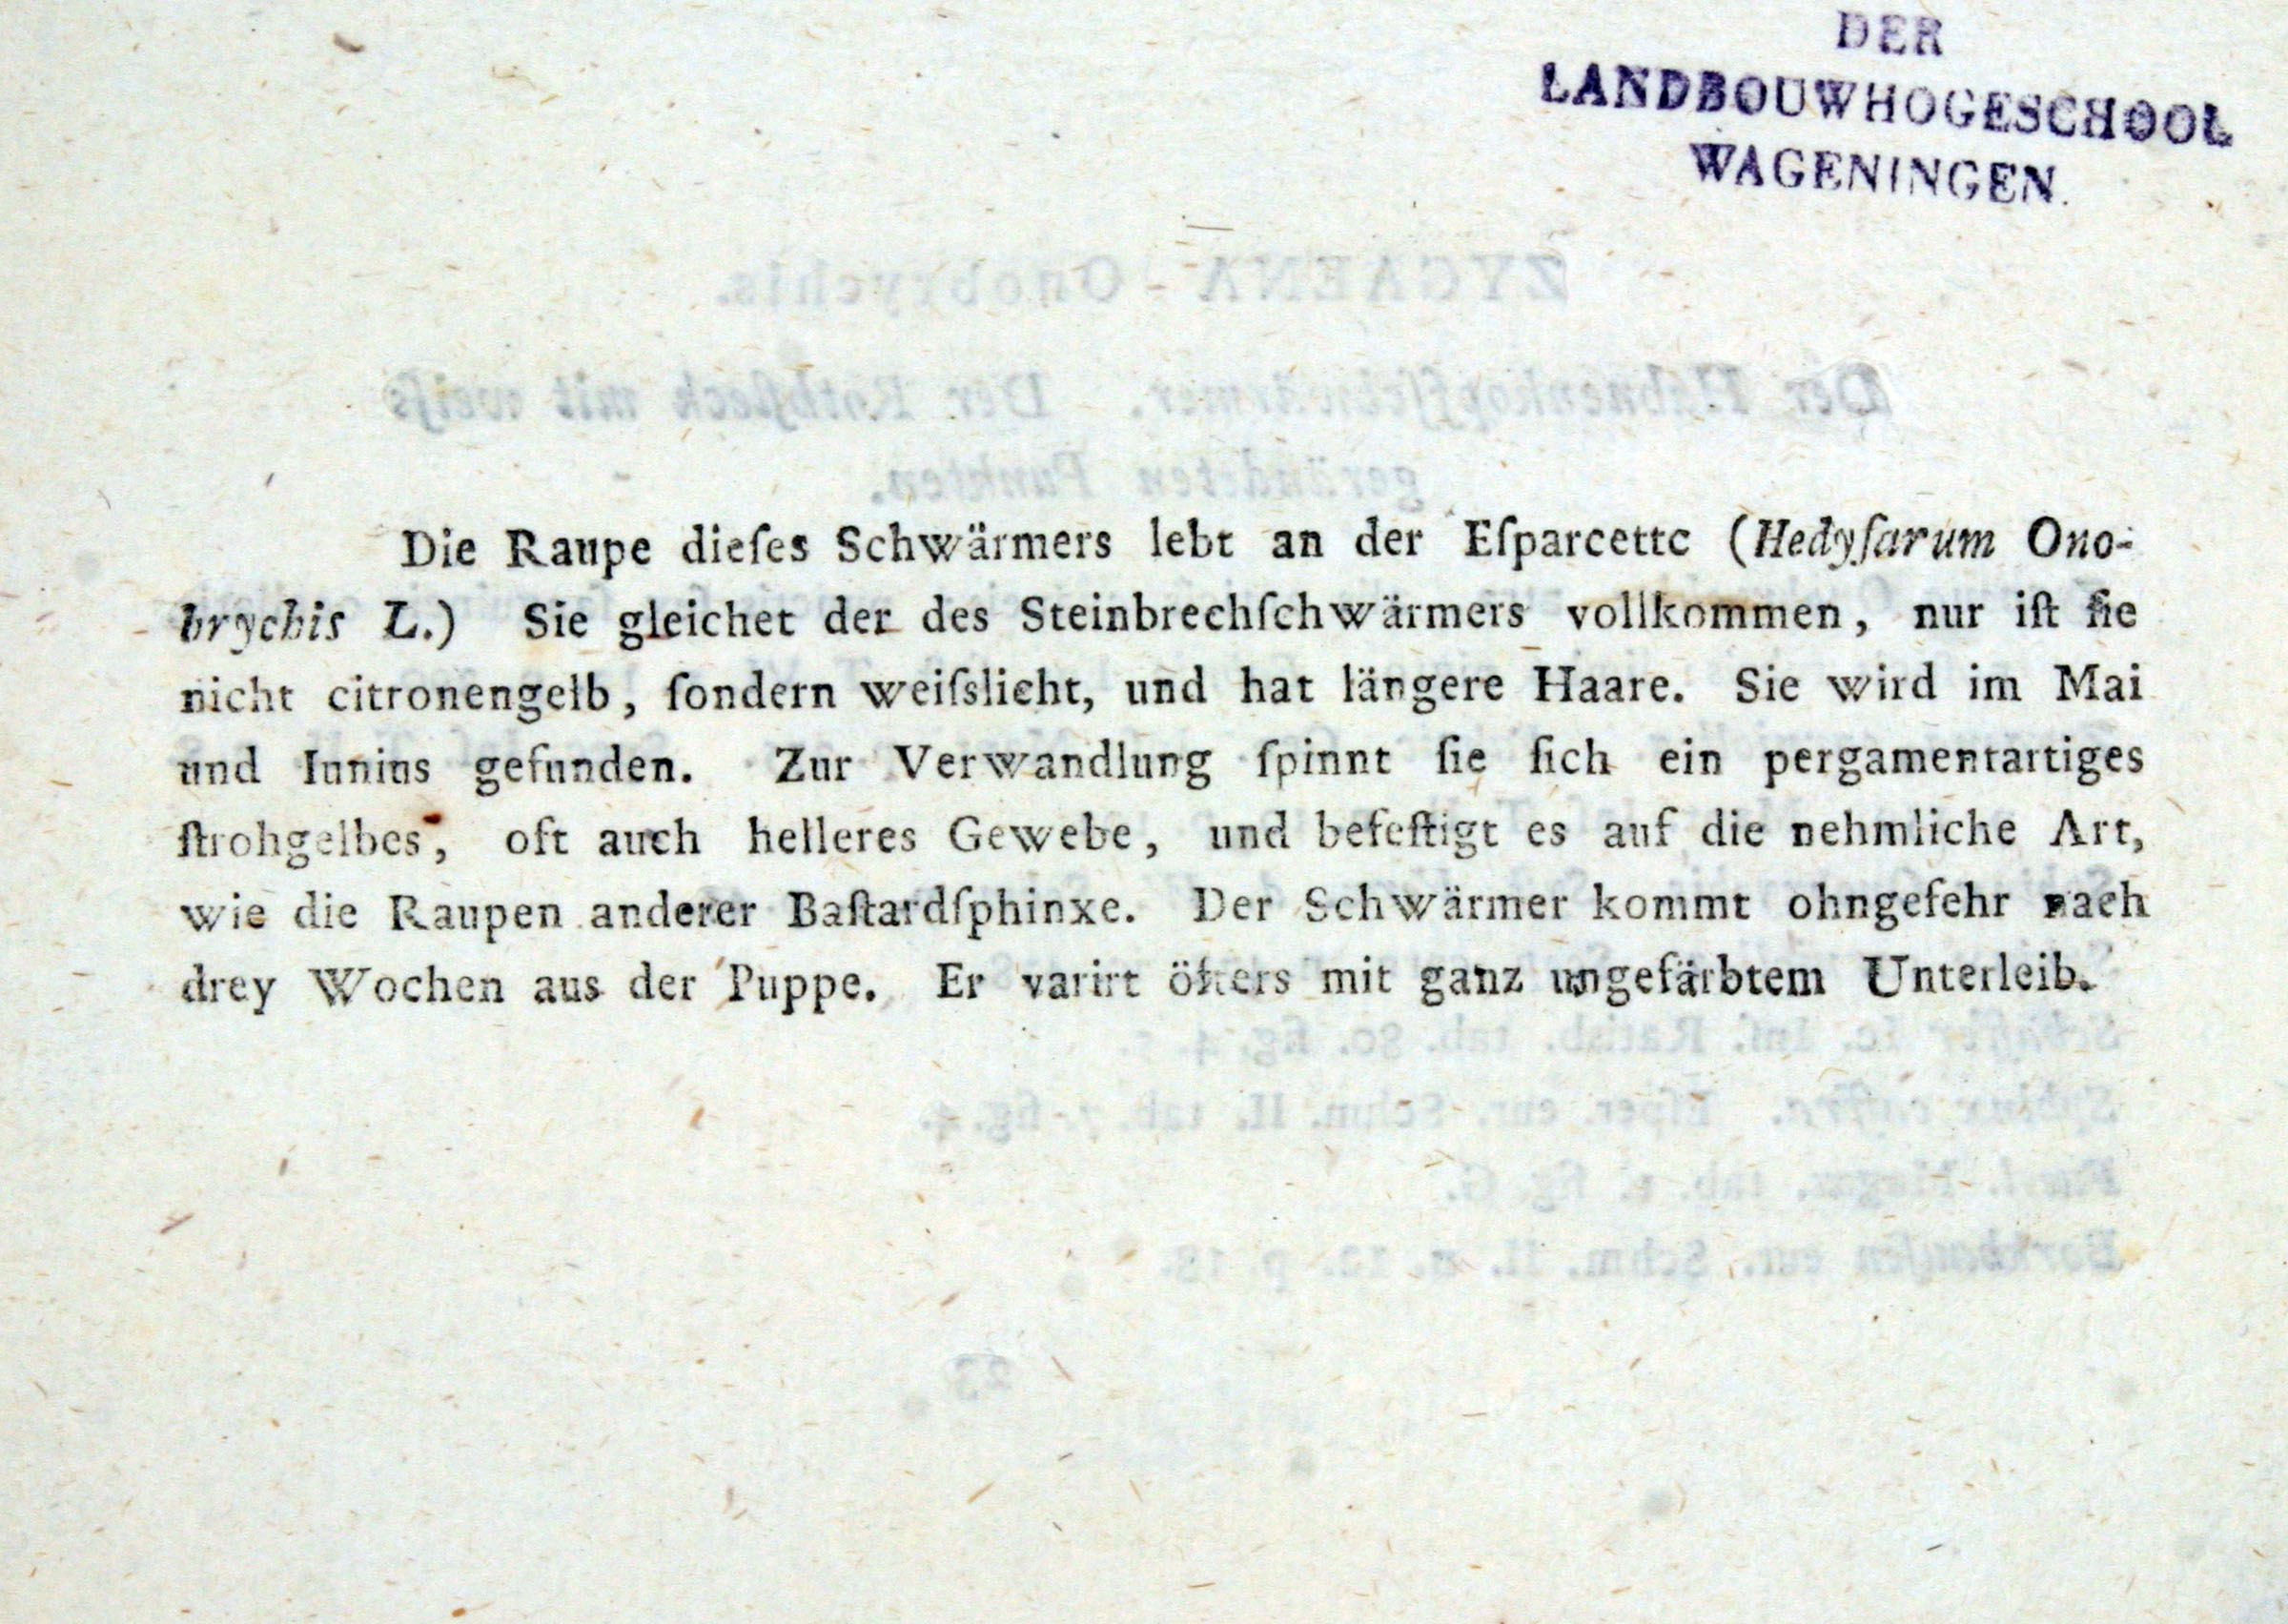 DER
LANDBOUWHOGESCHOOL
WAGENINGEN.
Die Raupe dieſes Schwärmers lebt an der Eſparcette (Hedyſarum Ono-
brychis L.) Sie gleichet der des Steinbrechſchwärmers vollkommen, nur iſt ſie
nicht citronengelb, ſondern weiſslicht, und hat längere Haare. Sie wird im Mai
und Iunius gefunden. Zur Verwandlung ſpinnt ſie ſich ein pergamentartiges
ſtrohgelbes, oft auch helleres Gewebe, und befeſtigt es auf die nehmliche Art,
wie die Raupen anderer Baſtardſphinxe. Der Schwärmer kommt ohngefehr nach
drey Wochen aus der Puppe. Er varirt öfters mit ganz ungefärbtem Unterleib.